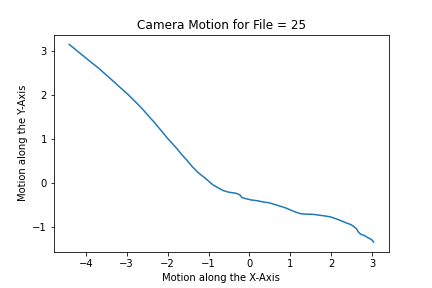 Camera Motion for File = 25
Motion along the Y-Axis
3
2
1
0
−1
−4 −3 −2 −1 0 1 2 3
Motion along the X-Axis